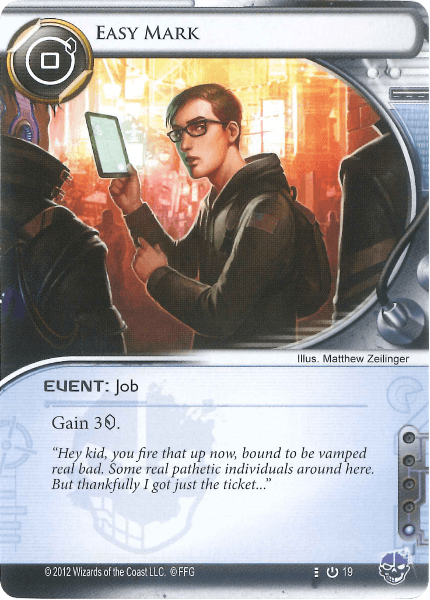 EASY MARK
Illus. Matthew Zeilinger
EVENT: Job
Gain 3.
“Hey kid, you fire that up now, bound to be vamped
real bad. Some real pathetic individuals around here.
But thankfully I got just the ticket...”
© 2012 Wizards of the Coast LLC. © FFG
19